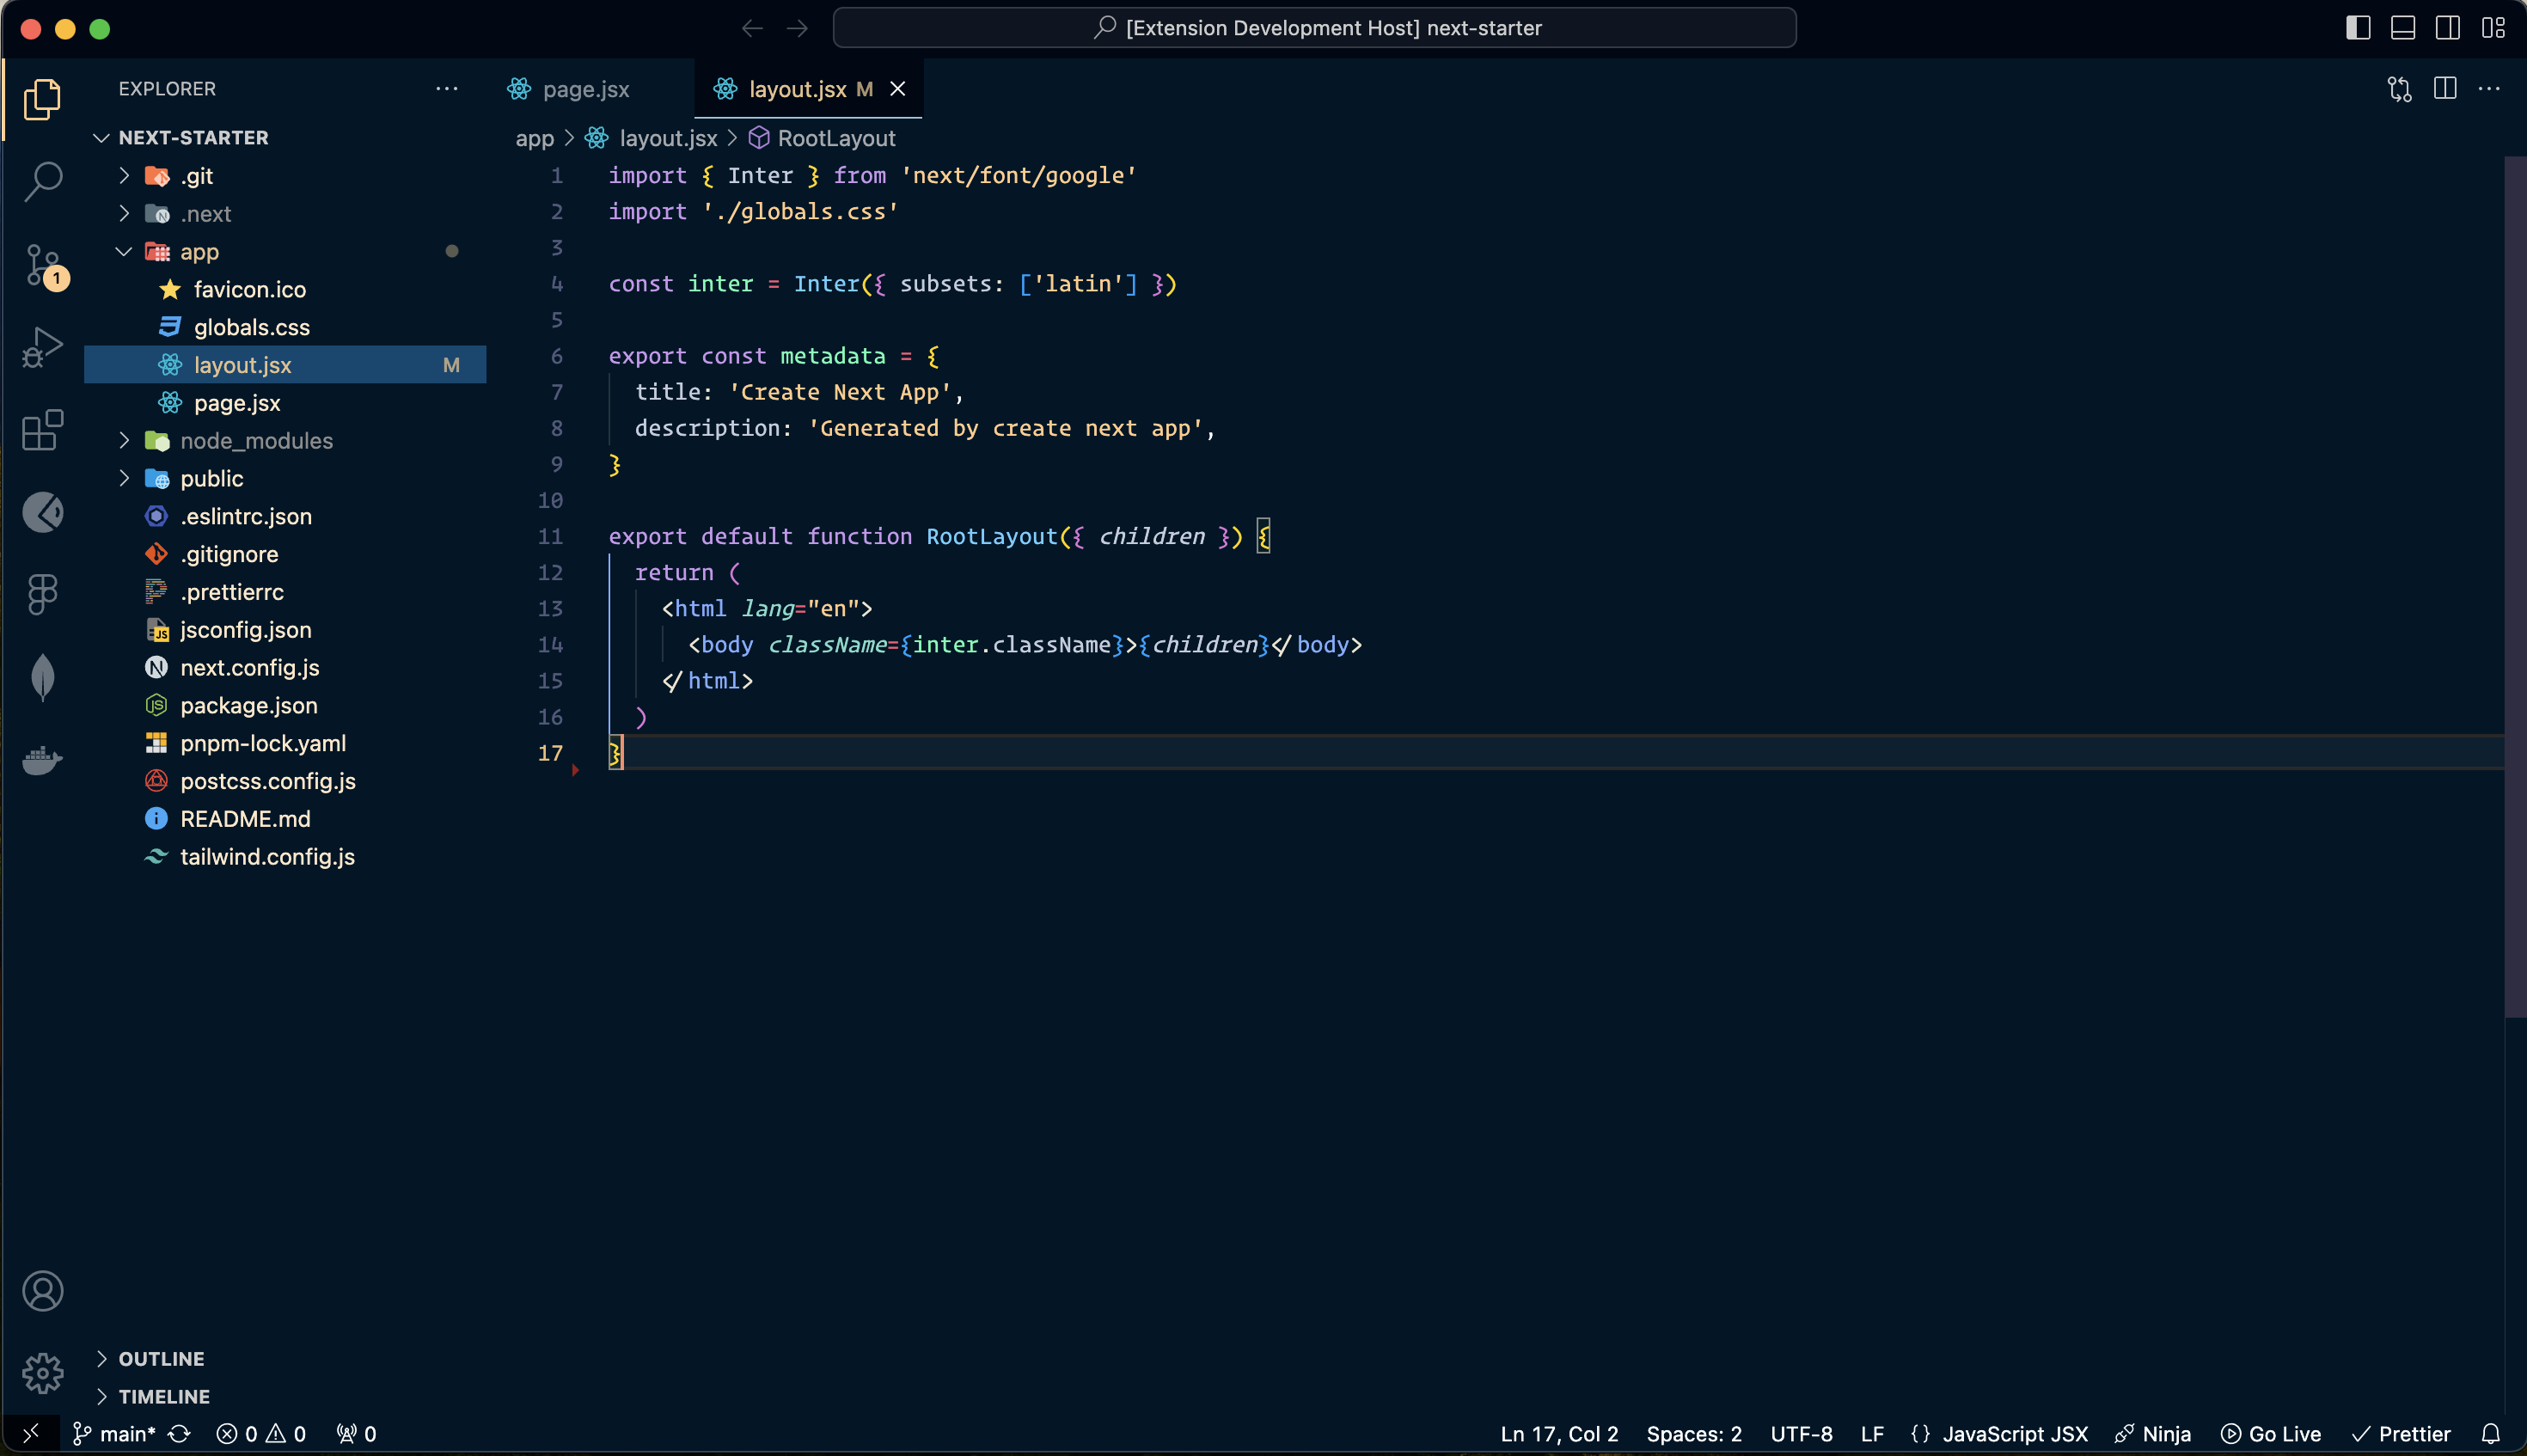 [Extension Development Host] next-starter
EXPLORER
page.jsx
layout.jsx M
NEXT-STARTER
app > layout.jsx > RootLayout
.git
.next
app
favicon.ico
globals.css
layout.jsx M
page.jsx
node_modules
public
.eslintrc.json
.gitignore
.prettierrc
jsconfig.json
next.config.js
package.json
pnpm-lock.yaml
postcss.config.js
README.md
tailwind.config.js
1
1 import { Inter } from 'next/font/google'
2 import './globals.css'
3
4 const inter = Inter({ subsets: ['latin'] })
5
6 export const metadata = {
7 title: 'Create Next App',
8 description: 'Generated by create next app',
9 }
10
11 export default function RootLayout({ children }) {
12 return (
13 <html lang="en">
14 <body className={inter.className}>{children}</body>
15 </html>
16 )
17 }
OUTLINE
TIMELINE
main* 0 0 0 Ln 17, Col 2 Spaces: 2 UTF-8 LF {} JavaScript JSX Ninja Go Live Prettier